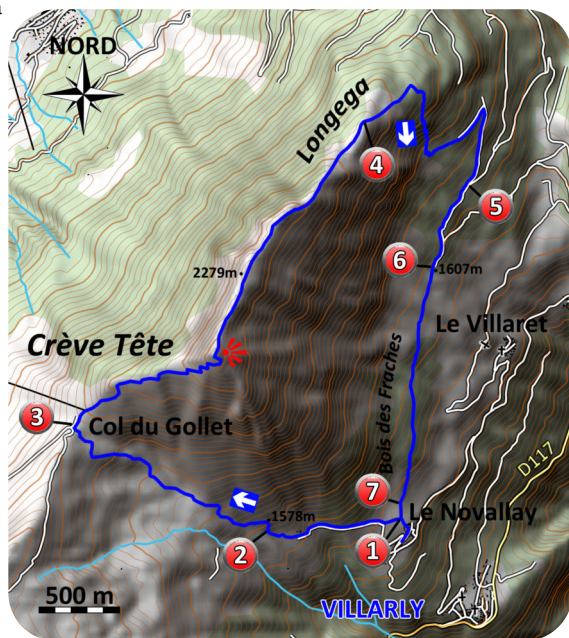 NORD
Longega
4
5
6
1607m
2279m
Le Villaret
Crève Tête
3
Col du Gollet
Bois des Fraches
D117
7
1578m
Le Novallay
2
1
500 m
VILLARLY